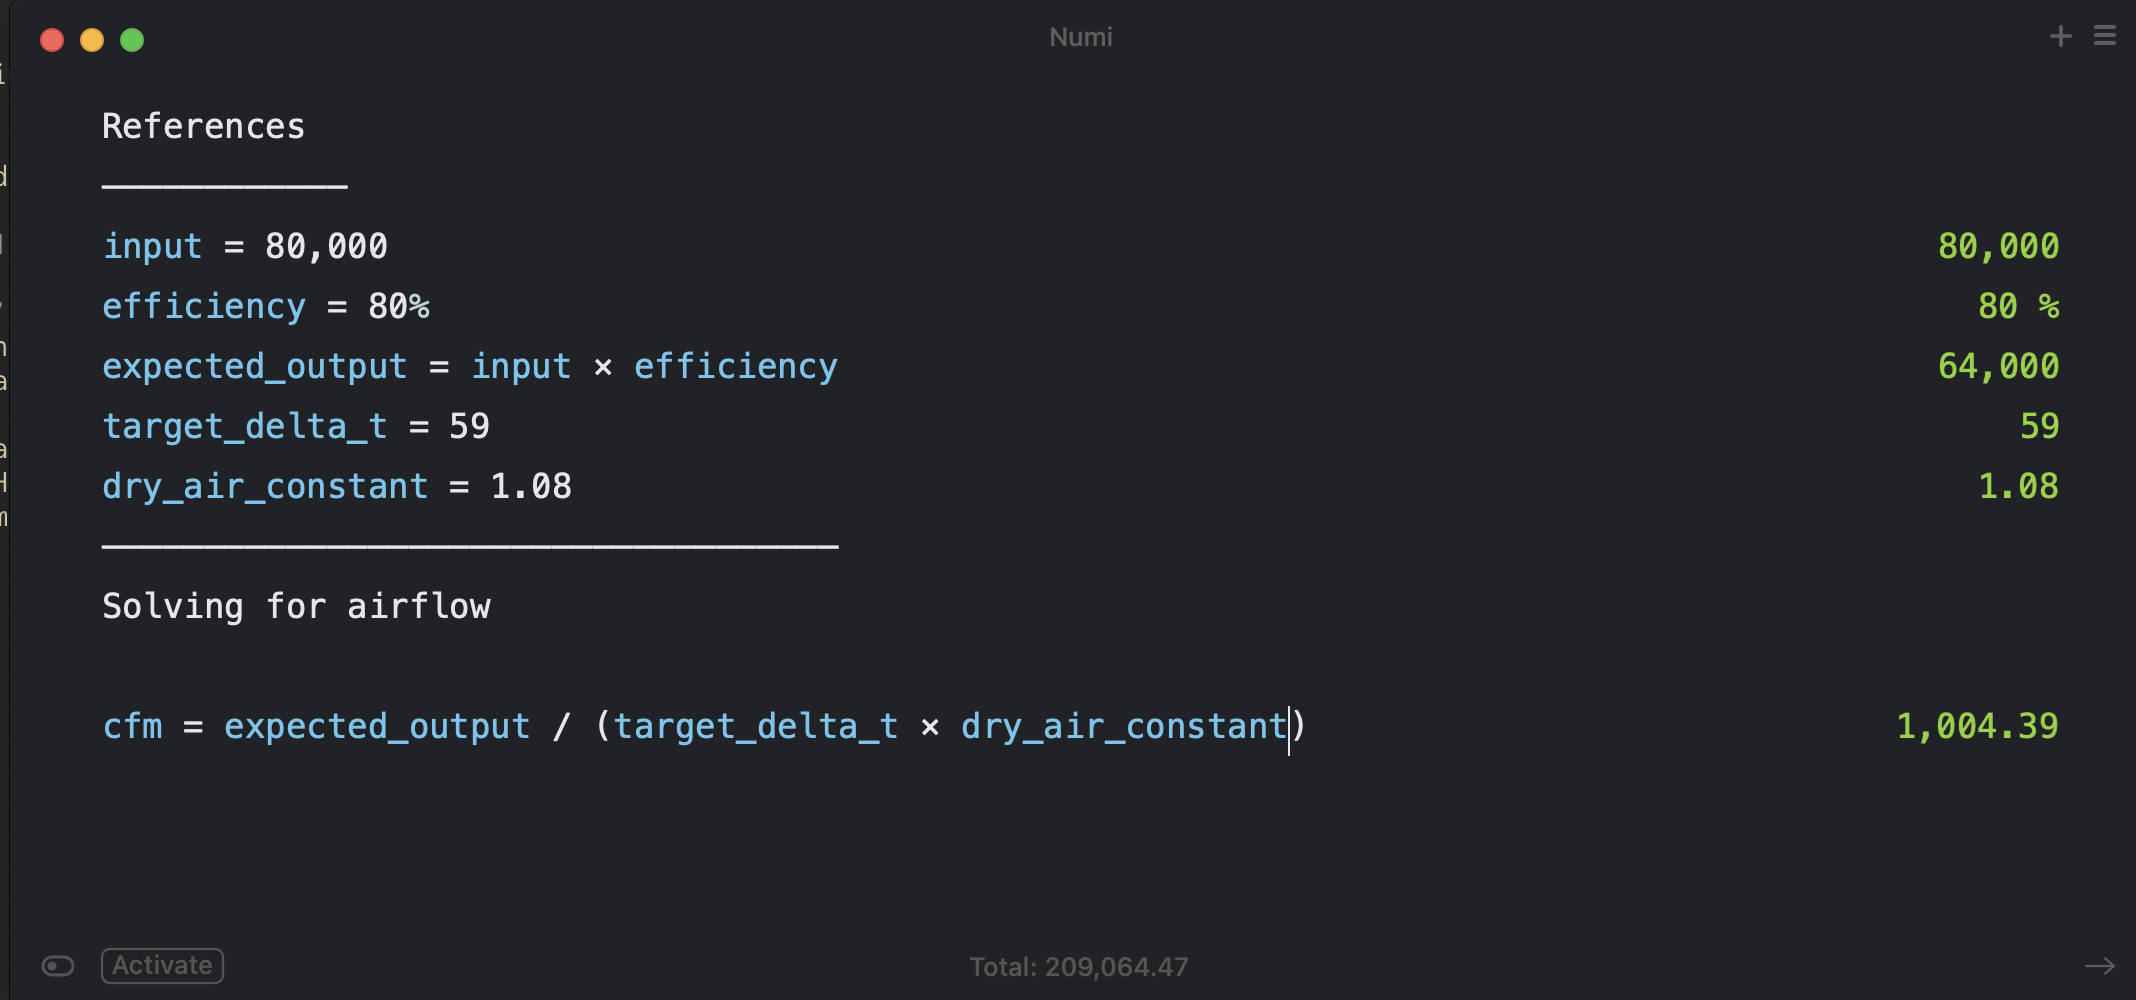 Numi
References
────────────
input = 80,000 80,000
efficiency = 80% 80 %
expected_output = input × efficiency 64,000
target_delta_t = 59 59
dry_air_constant = 1.08 1.08
────────────────────────────────────
Solving for airflow
cfm = expected_output / (target_delta_t × dry_air_constant) 1,004.39
Activate Total: 209,064.47